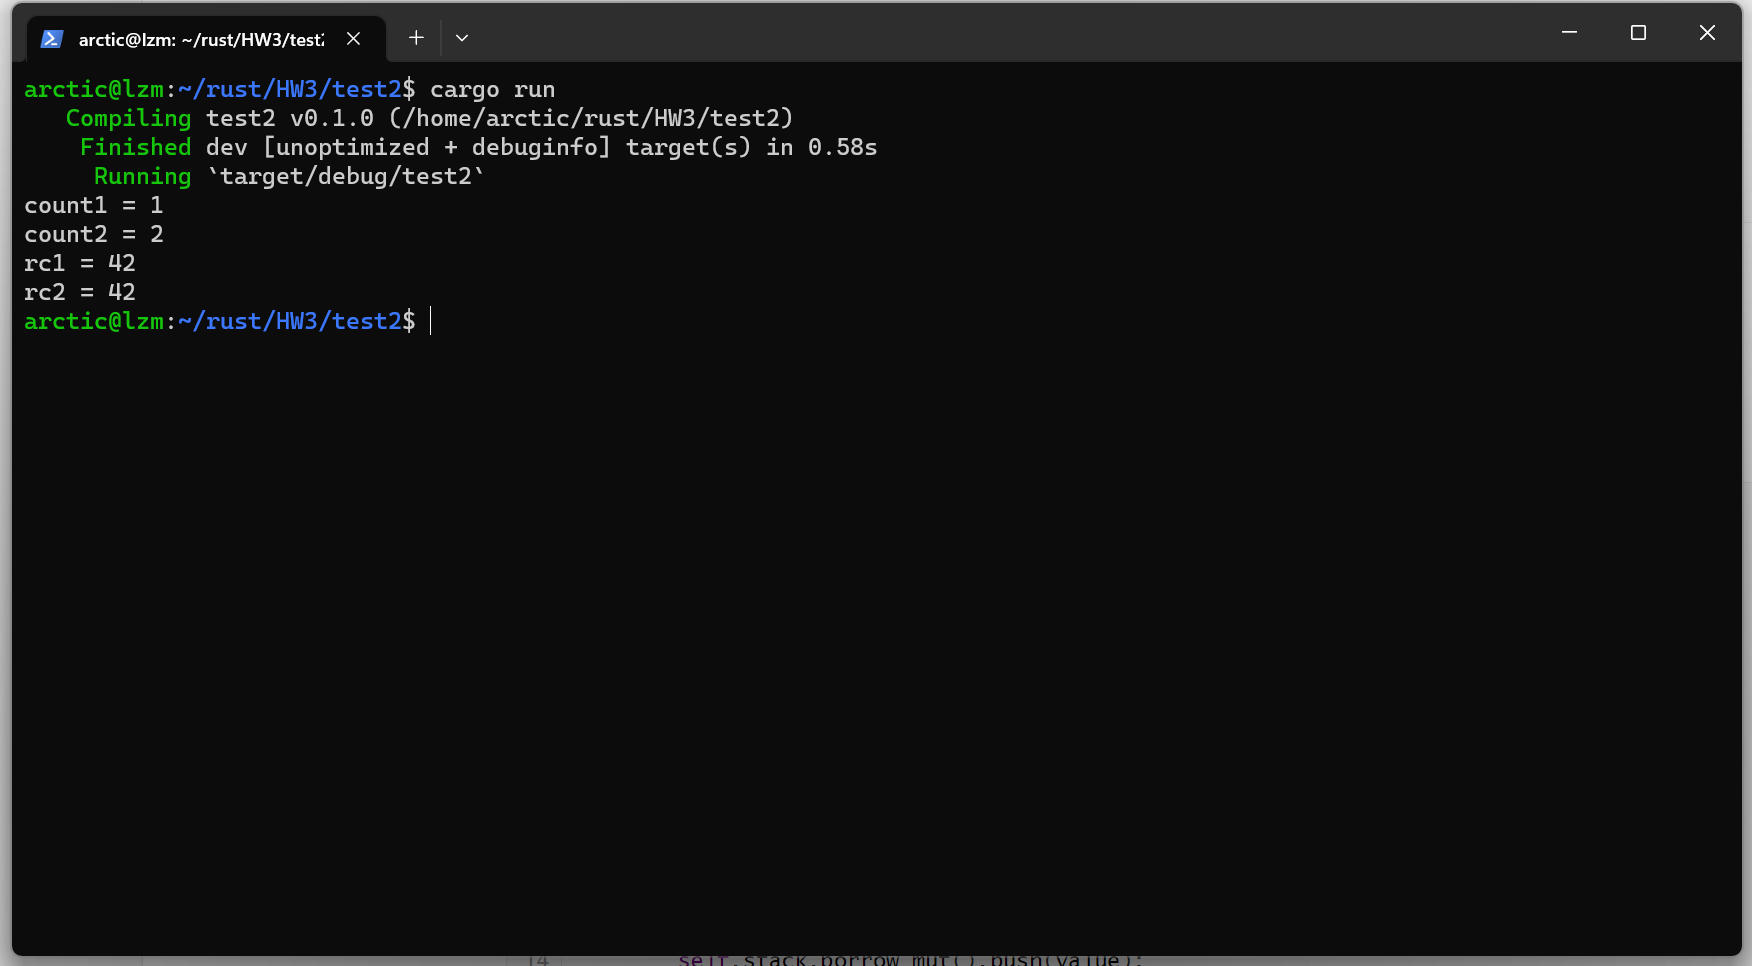 arctic@lzm: ~/rust/HW3/test2
arctic@lzm:~/rust/HW3/test2$ cargo run
   Compiling test2 v0.1.0 (/home/arctic/rust/HW3/test2)
    Finished dev [unoptimized + debuginfo] target(s) in 0.58s
     Running `target/debug/test2`
count1 = 1
count2 = 2
rc1 = 42
rc2 = 42
arctic@lzm:~/rust/HW3/test2$
14 self.stack.borrow_mut().push(value);